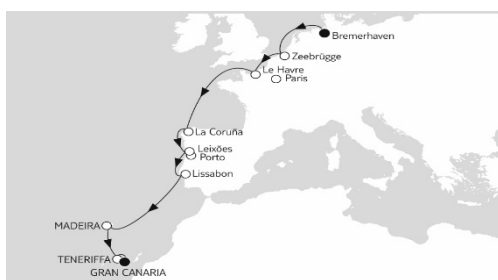 Bremerhaven
Zeebrügge
Le Havre
Paris
La Coruña
Leixões
Porto
Lissabon
MADEIRA
TENERIFFA
GRAN CANARIA